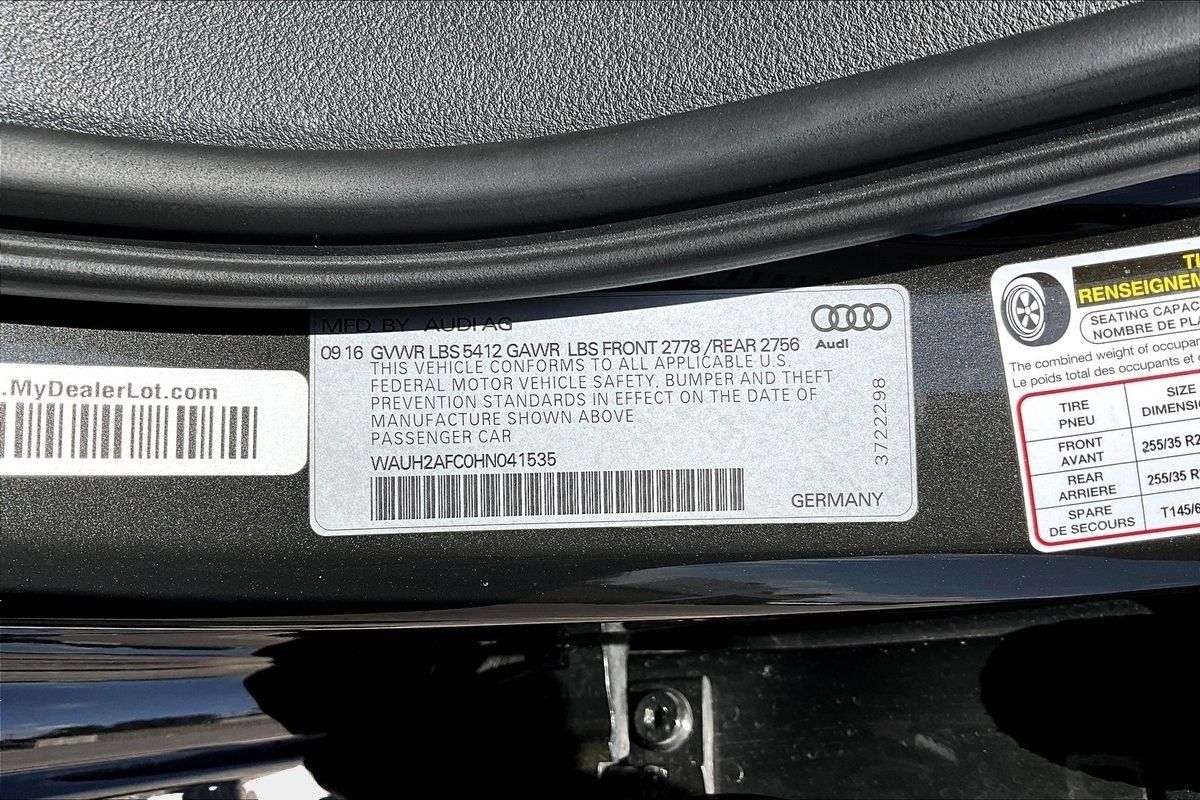 .MyDealerLot.com
MFD. BY AUDI AG
09 16 GVWR LBS 5412 GAWR LBS FRONT 2778 /REAR 2756
Audi
THIS VEHICLE CONFORMS TO ALL APPLICABLE U.S.
FEDERAL MOTOR VEHICLE SAFETY, BUMPER AND THEFT
PREVENTION STANDARDS IN EFFECT ON THE DATE OF
MANUFACTURE SHOWN ABOVE
PASSENGER CAR
WAUH2AFC0HN041535
3722298
GERMANY
TI
RENSEIGNEM
SEATING CAPAC
NOMBRE DE PLA
The combined weight of occupan
Le poids total des occupants et c
TIRE
PNEU
SIZE
DIMENSIO
FRONT
AVANT
255/35 R2
REAR
ARRIERE
255/35 R
SPARE
DE SECOURS
T145/6